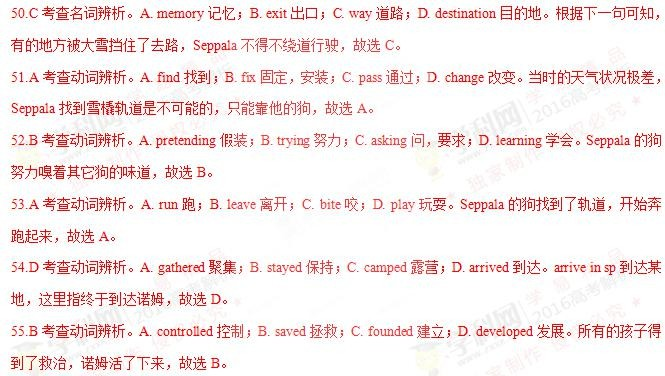 50.C 考查名词辨析。A. memory 记忆；B. exit 出口；C. way 道路；D. destination 目的地。根据下一句可知，
有的地方被大雪挡住了去路，Seppala 不得不绕道行驶，故选 C。
51.A 考查动词辨析。A. find 找到；B. fix 固定，安装；C. pass 通过；D. change 改变。当时的天气状况极差，
Seppala 找到雪橇轨道是不可能的，只能靠他的狗，故选 A。
52.B 考查动词辨析。A. pretending 假装；B. trying 努力；C. asking 问，要求；D. learning 学会。Seppala 的狗
努力嗅着其它狗的味道，故选 B。
53.A 考查动词辨析。A. run 跑；B. leave 离开；C. bite 咬；D. play 玩耍。Seppala 的狗找到了轨道，开始奔
跑起来，故选 A。
54.D 考查动词辨析。A. gathered 聚集；B. stayed 保持；C. camped 露营；D. arrived 到达。arrive in sp 到达某
地，这里指终于到达诺姆，故选 D。
55.B 考查动词辨析。A. controlled 控制；B. saved 拯救；C. founded 建立；D. developed 发展。所有的孩子得
到了救治，诺姆活了下来，故选 B。